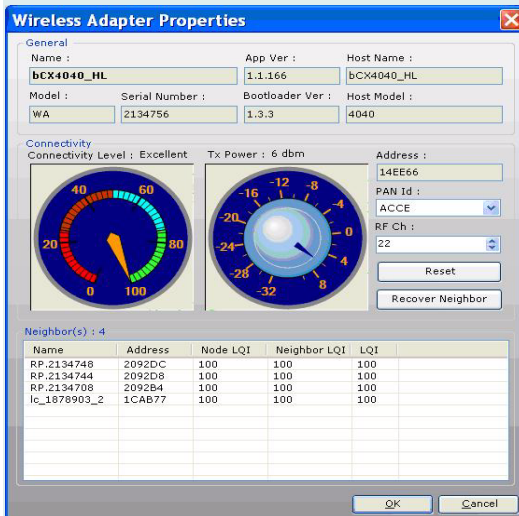 Wireless Adapter Properties
General
Name : App Ver : Host Name :
bCX4040_HL 1.1.166 bCX4040_HL
Model : Serial Number : Bootloader Ver : Host Model :
WA 2134756 1.3.3 4040
Connectivity
Connectivity Level : Excellent Tx Power : 6 dbm Address :
14EE66
PAN Id :
ACCE
RF Ch :
22
Reset
Recover Neighbor
0 20 40 60 80 100
-32 -28 -24 -20 -16 -12 -8 -4 0 4 8
Neighbor(s) : 4
Name Address Node LQI Neighbor LQI LQI
RP.2134748 2092DC 100 100 100
RP.2134744 2092D8 100 100 100
RP.2134708 2092B4 100 100 100
lc_1878903_2 1CAB77 100 100 100
OK Cancel